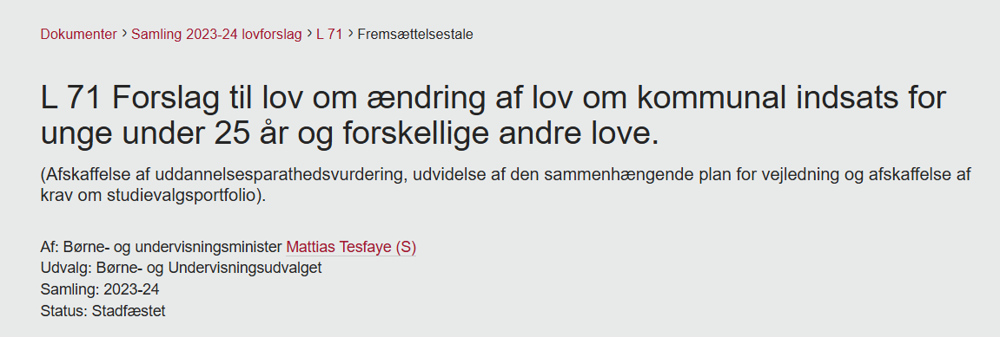 Dokumenter > Samling 2023-24 lovforslag > L 71 > Fremsættelsestale
L 71 Forslag til lov om ændring af lov om kommunal indsats for
unge under 25 år og forskellige andre love.
(Afskaffelse af uddannelsesparathedsvurdering, udvidelse af den sammenhængende plan for vejledning og afskaffelse af
krav om studievalgsportfolio).
Af: Børne- og undervisningsminister Mattias Tesfaye (S)
Udvalg: Børne- og Undervisningsudvalget
Samling: 2023-24
Status: Stadfæstet